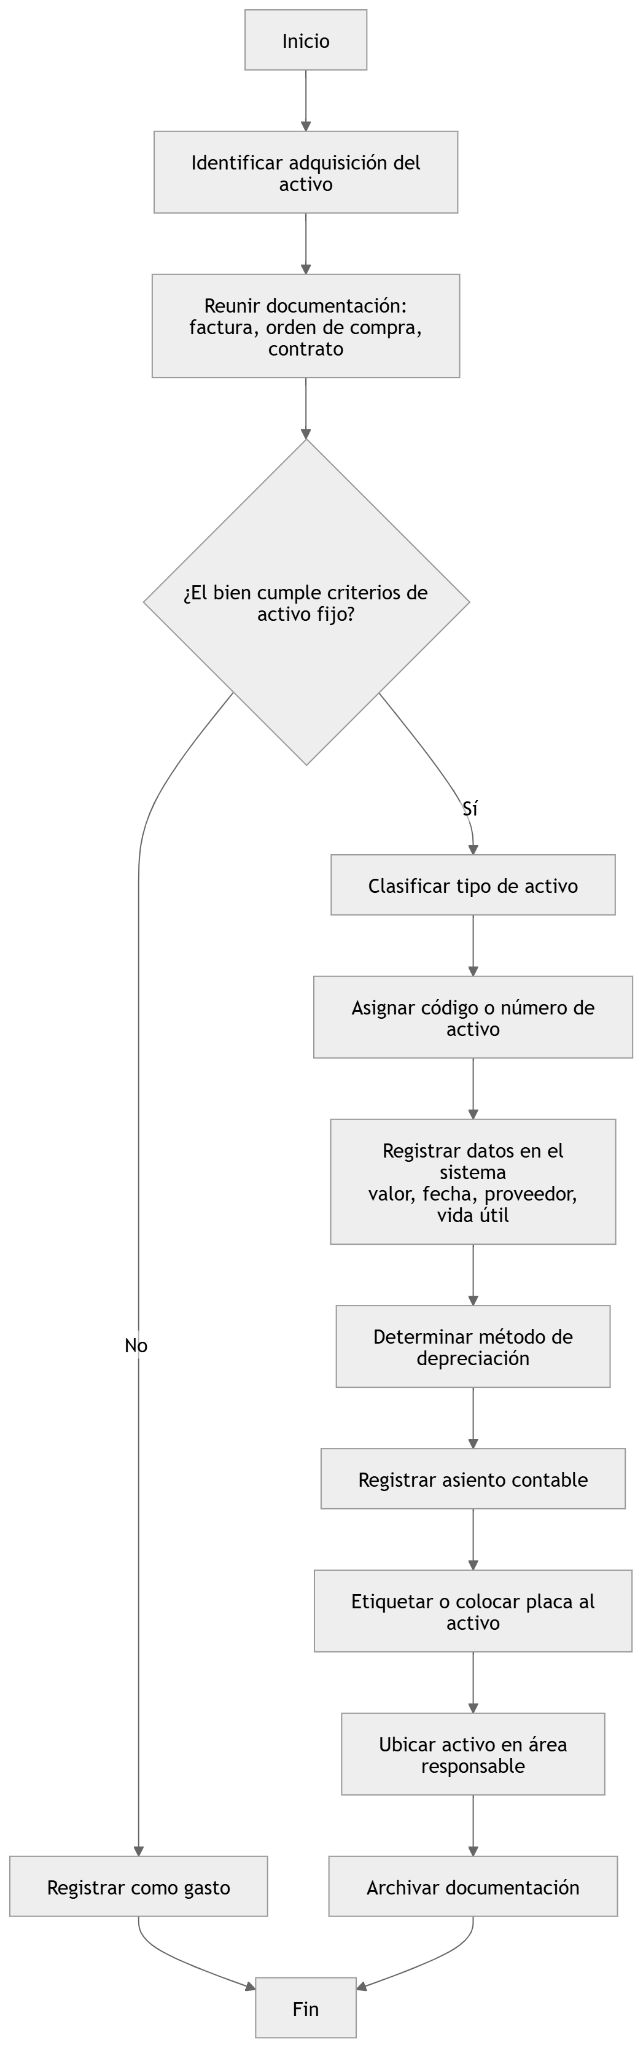 Inicio
Identificar adquisición del
activo
Reunir documentación:
factura, orden de compra,
contrato
¿El bien cumple criterios de
activo fijo?
Sí
Clasificar tipo de activo
Asignar código o número de
activo
Registrar datos en el
sistema
valor, fecha, proveedor,
vida útil
No
Determinar método de
depreciación
Registrar asiento contable
Etiquetar o colocar placa al
activo
Ubicar activo en área
responsable
Registrar como gasto
Archivar documentación
Fin